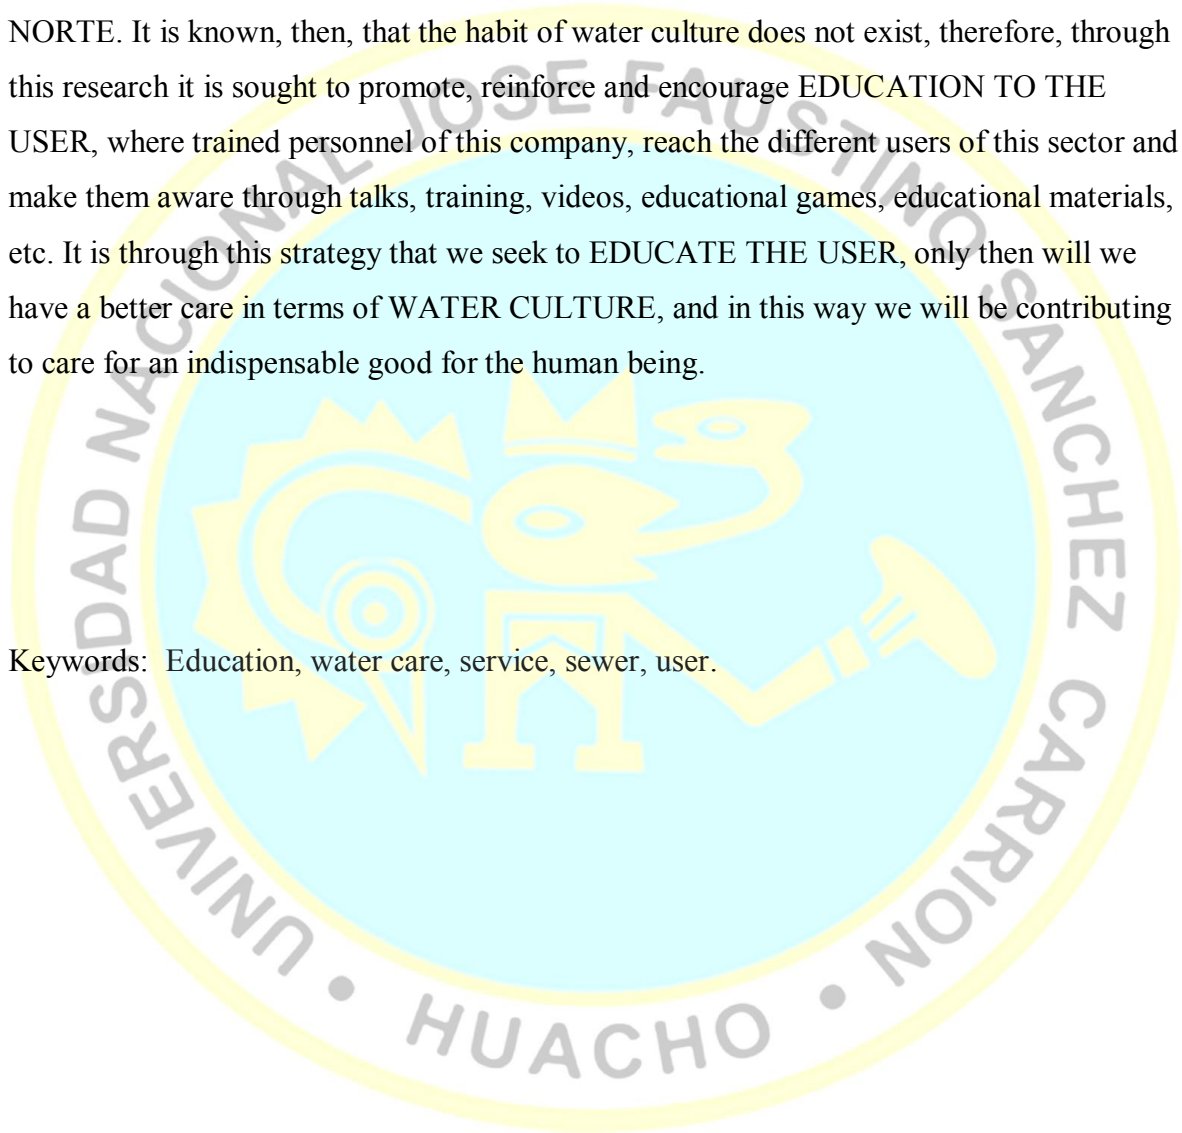 NORTE. It is known, then, that the habit of water culture does not exist, therefore, through
this research it is sought to promote, reinforce and encourage EDUCATION TO THE
USER, where trained personnel of this company, reach the different users of this sector and
make them aware through talks, training, videos, educational games, educational materials,
etc. It is through this strategy that we seek to EDUCATE THE USER, only then will we
have a better care in terms of WATER CULTURE, and in this way we will be contributing
to care for an indispensable good for the human being.
Keywords:  Education, water care, service, sewer, user.
UNIVERSIDAD NACIONAL JOSE FAUSTINO SANCHEZ CARRION • HUACHO •